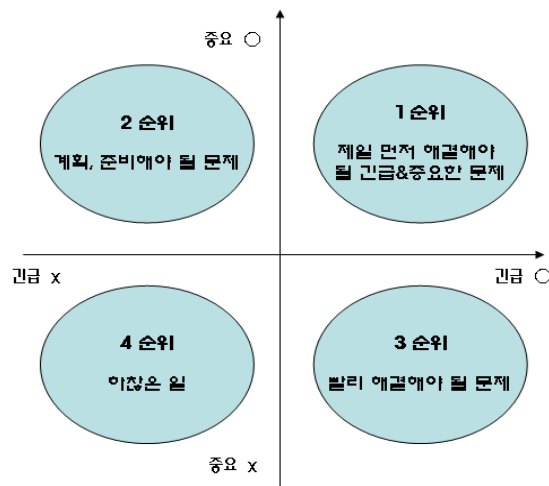 중요 ○
2 순위
계획, 준비해야 될 문제
1 순위
제일 먼저 해결해야
될 긴급&중요한 문제
긴급 x
긴급 ○
4 순위
하찮은 일
3 순위
빨리 해결해야 될 문제
중요 x